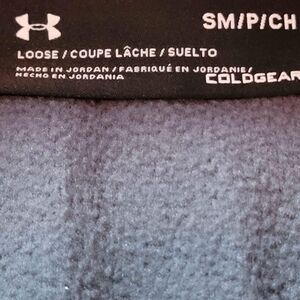 SM/P/CH
LOOSE / COUPE LÂCHE / SUELTO
MADE IN JORDAN / FABRIQUÉ EN JORDANIE/
HECHO EN JORDANIA
COLDGEAR